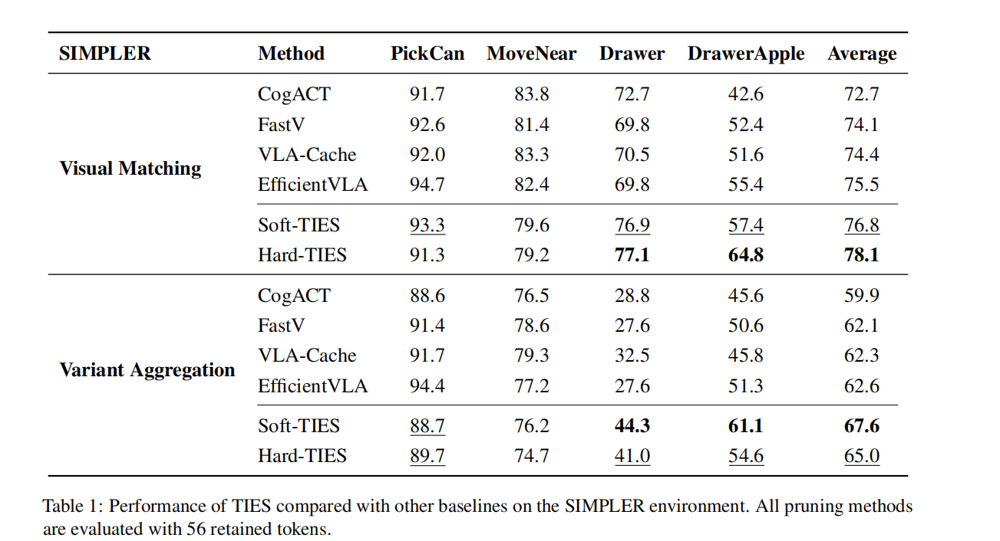 SIMPLER Method PickCan MoveNear Drawer DrawerApple Average
CogACT 91.7 83.8 72.7 42.6 72.7
FastV 92.6 81.4 69.8 52.4 74.1
VLA-Cache 92.0 83.3 70.5 51.6 74.4
Visual Matching
EfficientVLA 94.7 82.4 69.8 55.4 75.5
Soft-TIES 93.3 79.6 76.9 57.4 76.8
Hard-TIES 91.3 79.2 77.1 64.8 78.1
CogACT 88.6 76.5 28.8 45.6 59.9
FastV 91.4 78.6 27.6 50.6 62.1
VLA-Cache 91.7 79.3 32.5 45.8 62.3
Variant Aggregation
EfficientVLA 94.4 77.2 27.6 51.3 62.6
Soft-TIES 88.7 76.2 44.3 61.1 67.6
Hard-TIES 89.7 74.7 41.0 54.6 65.0
Table 1: Performance of TIES compared with other baselines on the SIMPLER environment. All pruning methods
are evaluated with 56 retained tokens.